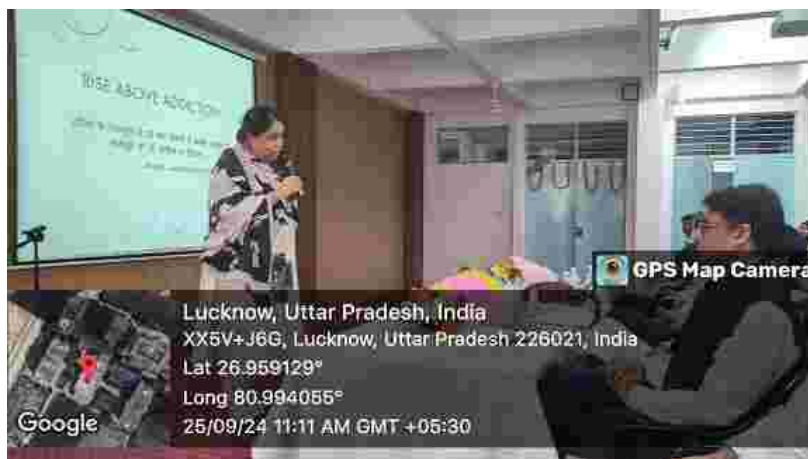 RISE ABOVE ADDICTION
GPS Map Camera
Lucknow, Uttar Pradesh, India
XX5V+J6G, Lucknow, Uttar Pradesh 226021, India
Lat 26.959129°
Long 80.994055°
25/09/24 11:11 AM GMT +05:30
Google